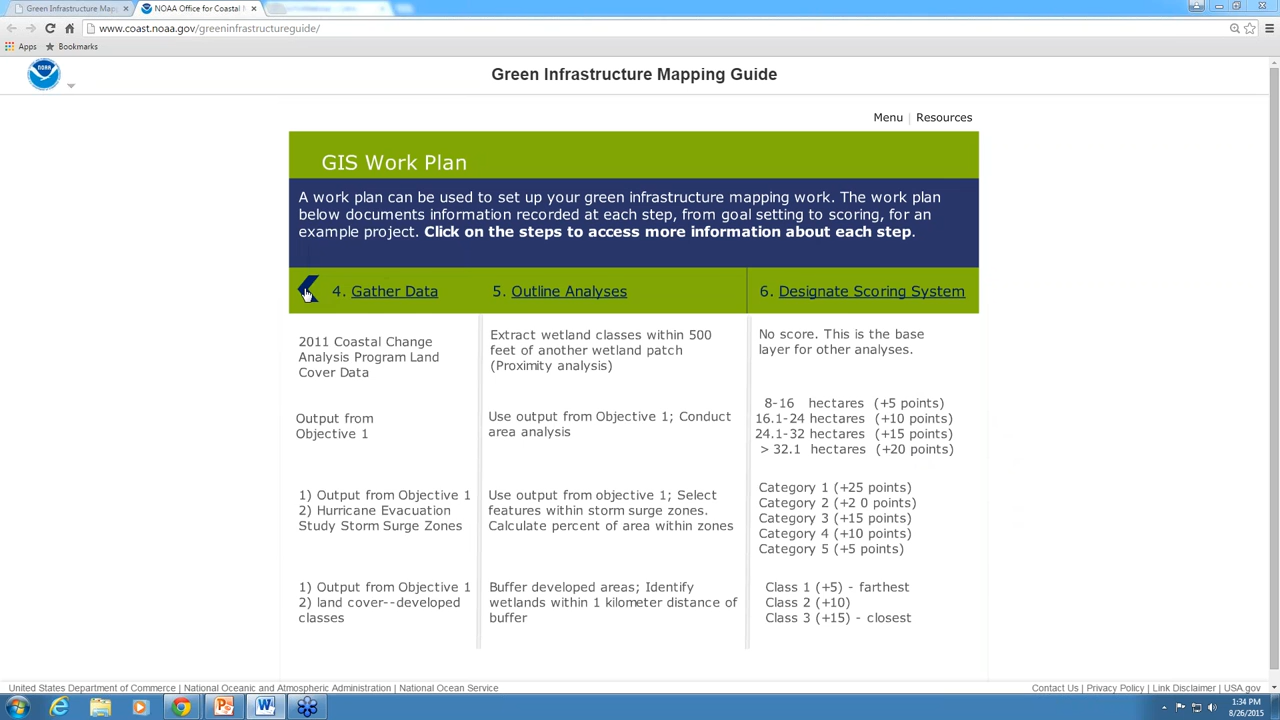 Green Infrastructure Map
NOAA Office for Coastal
www.coast.noaa.gov/greeninfrastructureguide/
Apps Bookmarks
NOAA
Green Infrastructure Mapping Guide
Menu | Resources
GIS Work Plan
A work plan can be used to set up your green infrastructure mapping work. The work plan
below documents information recorded at each step, from goal setting to scoring, for an
example project. Click on the steps to access more information about each step.
4. Gather Data
5. Outline Analyses
6. Designate Scoring System
2011 Coastal Change
Analysis Program Land
Cover Data
Extract wetland classes within 500
feet of another wetland patch
(Proximity analysis)
No score. This is the base
layer for other analyses.
Output from
Objective 1
Use output from Objective 1; Conduct
area analysis
8-16 hectares (+5 points)
16.1-24 hectares (+10 points)
24.1-32 hectares (+15 points)
> 32.1 hectares (+20 points)
1) Output from Objective 1
2) Hurricane Evacuation
Study Storm Surge Zones
Use output from objective 1; Select
features within storm surge zones.
Calculate percent of area within zones
Category 1 (+25 points)
Category 2 (+2 0 points)
Category 3 (+15 points)
Category 4 (+10 points)
Category 5 (+5 points)
1) Output from Objective 1
2) land cover--developed
classes
Buffer developed areas; Identify
wetlands within 1 kilometer distance of
buffer
Class 1 (+5) - farthest
Class 2 (+10)
Class 3 (+15) - closest
United States Department of Commerce | National Oceanic and Atmospheric Administration | National Ocean Service
Contact Us | Privacy Policy | Link Disclaimer | USA.gov
1:34 PM
8/26/2015